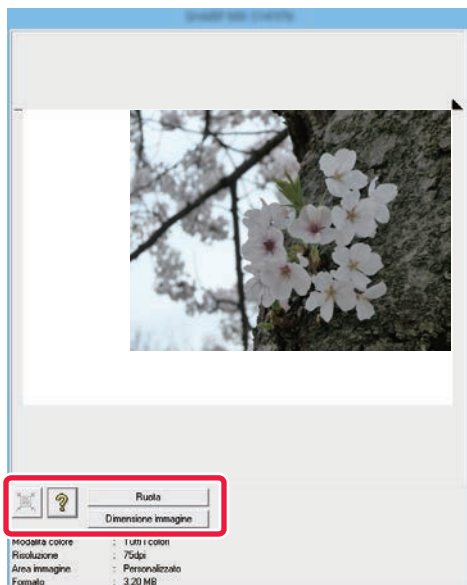 Ruota
Dimensione immagine
Modalità colore : Tutti i colori
Risoluzione : 75dpi
Area immagine : Personalizzato
Formato : 3.20 MB